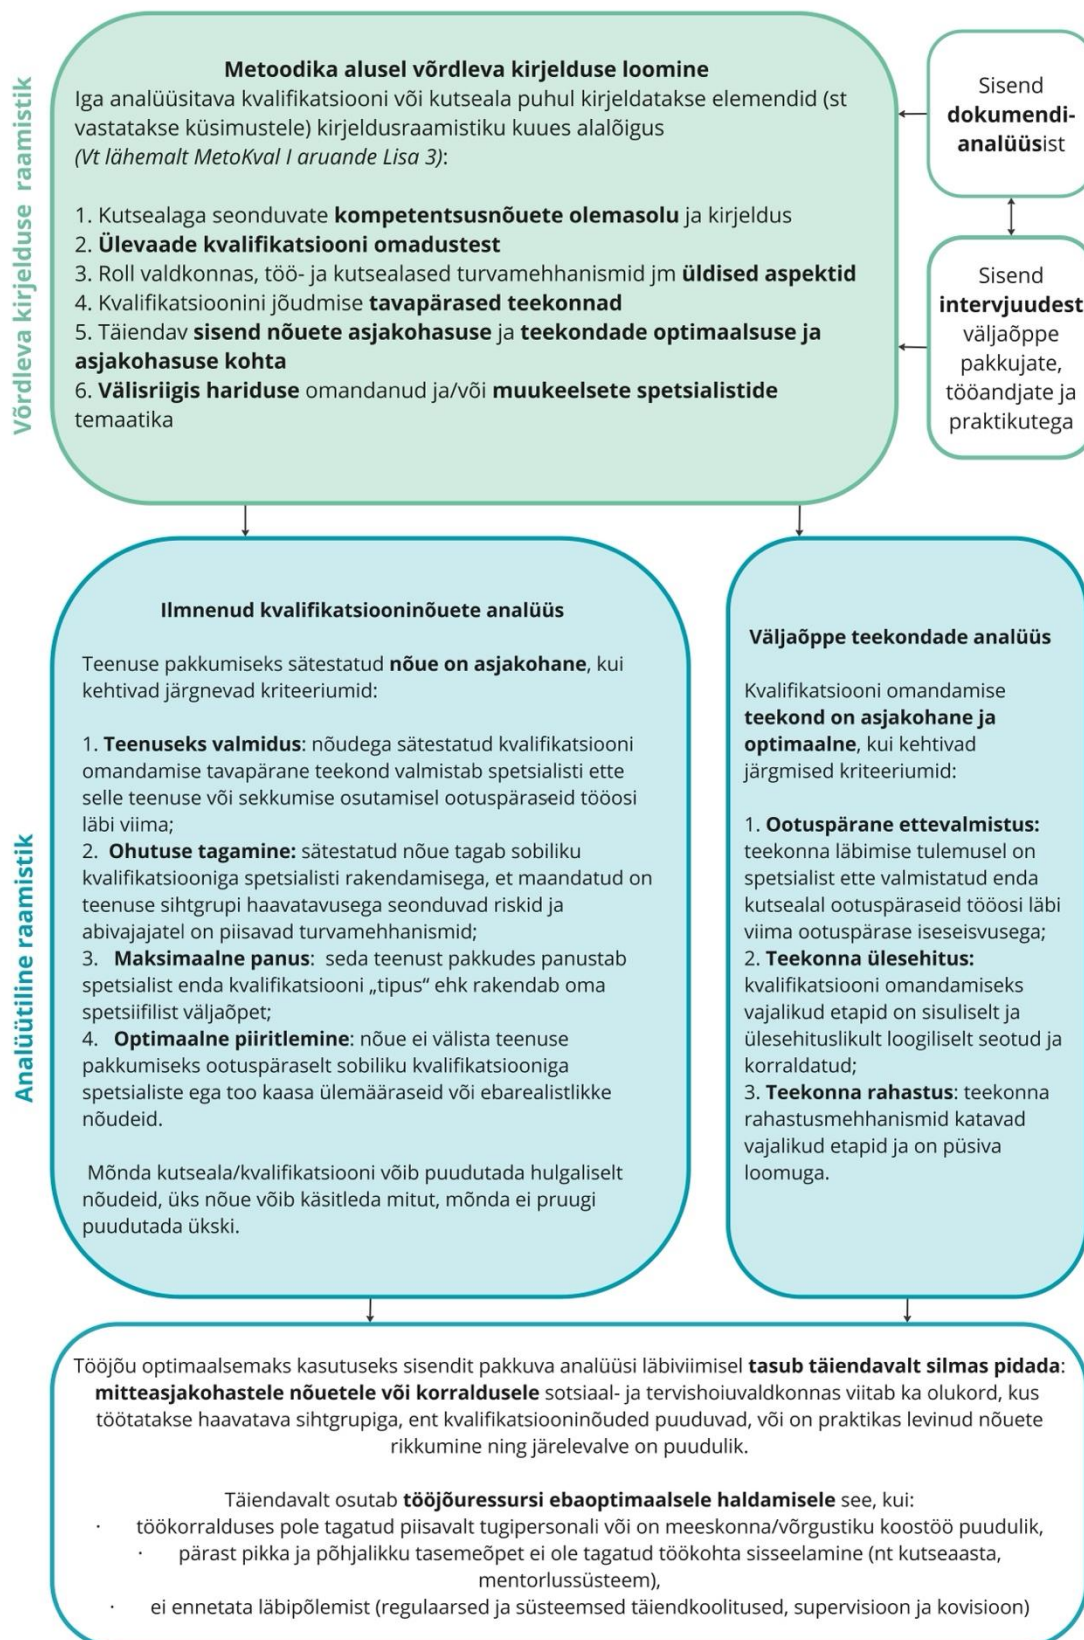 Võrdleva kirjelduse raamistik
Metoodika alusel võrdleva kirjelduse loomine
Iga analüüsitava kvalifikatsiooni või kutseala puhul kirjeldatakse elemendid (st
vastatakse küsimustele) kirjeldusraamistiku kuues alalõigus
(Vt lähemalt MetoKval I aruande Lisa 3):
1. Kutsealaga seonduvate kompetentsusnõuete olemasolu ja kirjeldus
2. Ülevaade kvalifikatsiooni omadustest
3. Roll valdkonnas, töö- ja kutsealased turvamehhanismid jm üldised aspektid
4. Kvalifikatsioonini jõudmise tavapärased teekonnad
5. Täiendav sisend nõuete asjakohasuse ja teekondade optimaalsuse ja
asjakohasuse kohta
6. Välisriigis hariduse omandanud ja/või muukeelsete spetsialistide
temaatika
Sisend
dokumendi-
analüüsist
Sisend
intervjuudest
väljaõppe
pakkujate,
tööandjate ja
praktikutega
Analüütiline raamistik
Ilmnenud kvalifikatsiooninõuete analüüs
Teenuse pakkumiseks sätestatud nõue on asjakohane, kui
kehtivad järgnevad kriteeriumid:
1. Teenuseks valmidus: nõudega sätestatud kvalifikatsiooni
omandamise tavapärane teekond valmistab spetsialisti ette
selle teenuse või sekkumise osutamisel ootuspäraseid tööosi
läbi viima;
2. Ohutuse tagamine: sätestatud nõue tagab sobiliku
kvalifikatsiooniga spetsialisti rakendamisega, et maandatud on
teenuse sihtgrupi haavatavusega seonduvad riskid ja
abivajajatel on piisavad turvamehhanismid;
3. Maksimaalne panus: seda teenust pakkudes panustab
spetsialist enda kvalifikatsiooni „tipus“ ehk rakendab oma
spetsiifilist väljaõpet;
4. Optimaalne piiritlemine: nõue ei välista teenuse
pakkumiseks ootuspäraselt sobiliku kvalifikatsiooniga
spetsialiste ega too kaasa ülemääraseid või ebarealistlikke
nõudeid.
Mõnda kutseala/kvalifikatsiooni võib puudutada hulgaliselt
nõudeid, üks nõue võib käsitleda mitut, mõnda ei pruugi
puudutada ükski.
Väljaõppe teekondade analüüs
Kvalifikatsiooni omandamise
teekond on asjakohane ja
optimaalne, kui kehtivad
järgmised kriteeriumid:
1. Ootuspärane ettevalmistus:
teekonna läbimise tulemusel on
spetsialist ette valmistatud enda
kutsealal ootuspäraseid tööosi läbi
viima ootuspärase iseseisvusega;
2. Teekonna ülesehitus:
kvalifikatsiooni omandamiseks
vajalikud etapid on sisuliselt ja
ülesehituslikult loogiliselt seotud ja
korraldatud;
3. Teekonna rahastus: teekonna
rahastusmehhanismid katavad
vajalikud etapid ja on püsiva
loomuga.
Tööjõu optimaalsemaks kasutuseks sisendit pakkuva analüüsi läbiviimisel tasub täiendavalt silmas pidada:
mitteasjakohastele nõuetele või korraldusele sotsiaal- ja tervishoiuvaldkonnas viitab ka olukord, kus
töötatakse haavatava sihtgrupiga, ent kvalifikatsiooninõuded puuduvad, või on praktikas levinud nõuete
rikkumine ning järelevalve on puudulik.
Täiendavalt osutab tööjõuressursi ebaoptimaalsele haldamisele see, kui:
· töökorralduses pole tagatud piisavalt tugipersonali või on meeskonna/võrgustiku koostöö puudulik,
· pärast pikka ja põhjalikku tasemeõpet ei ole tagatud töökohta sisseelamine (nt kutseaasta,
mentorlussüsteem),
· ei ennetata läbipõlemist (regulaarsed ja süsteemsed täiendkoolitused, supervisioon ja kovisioon)